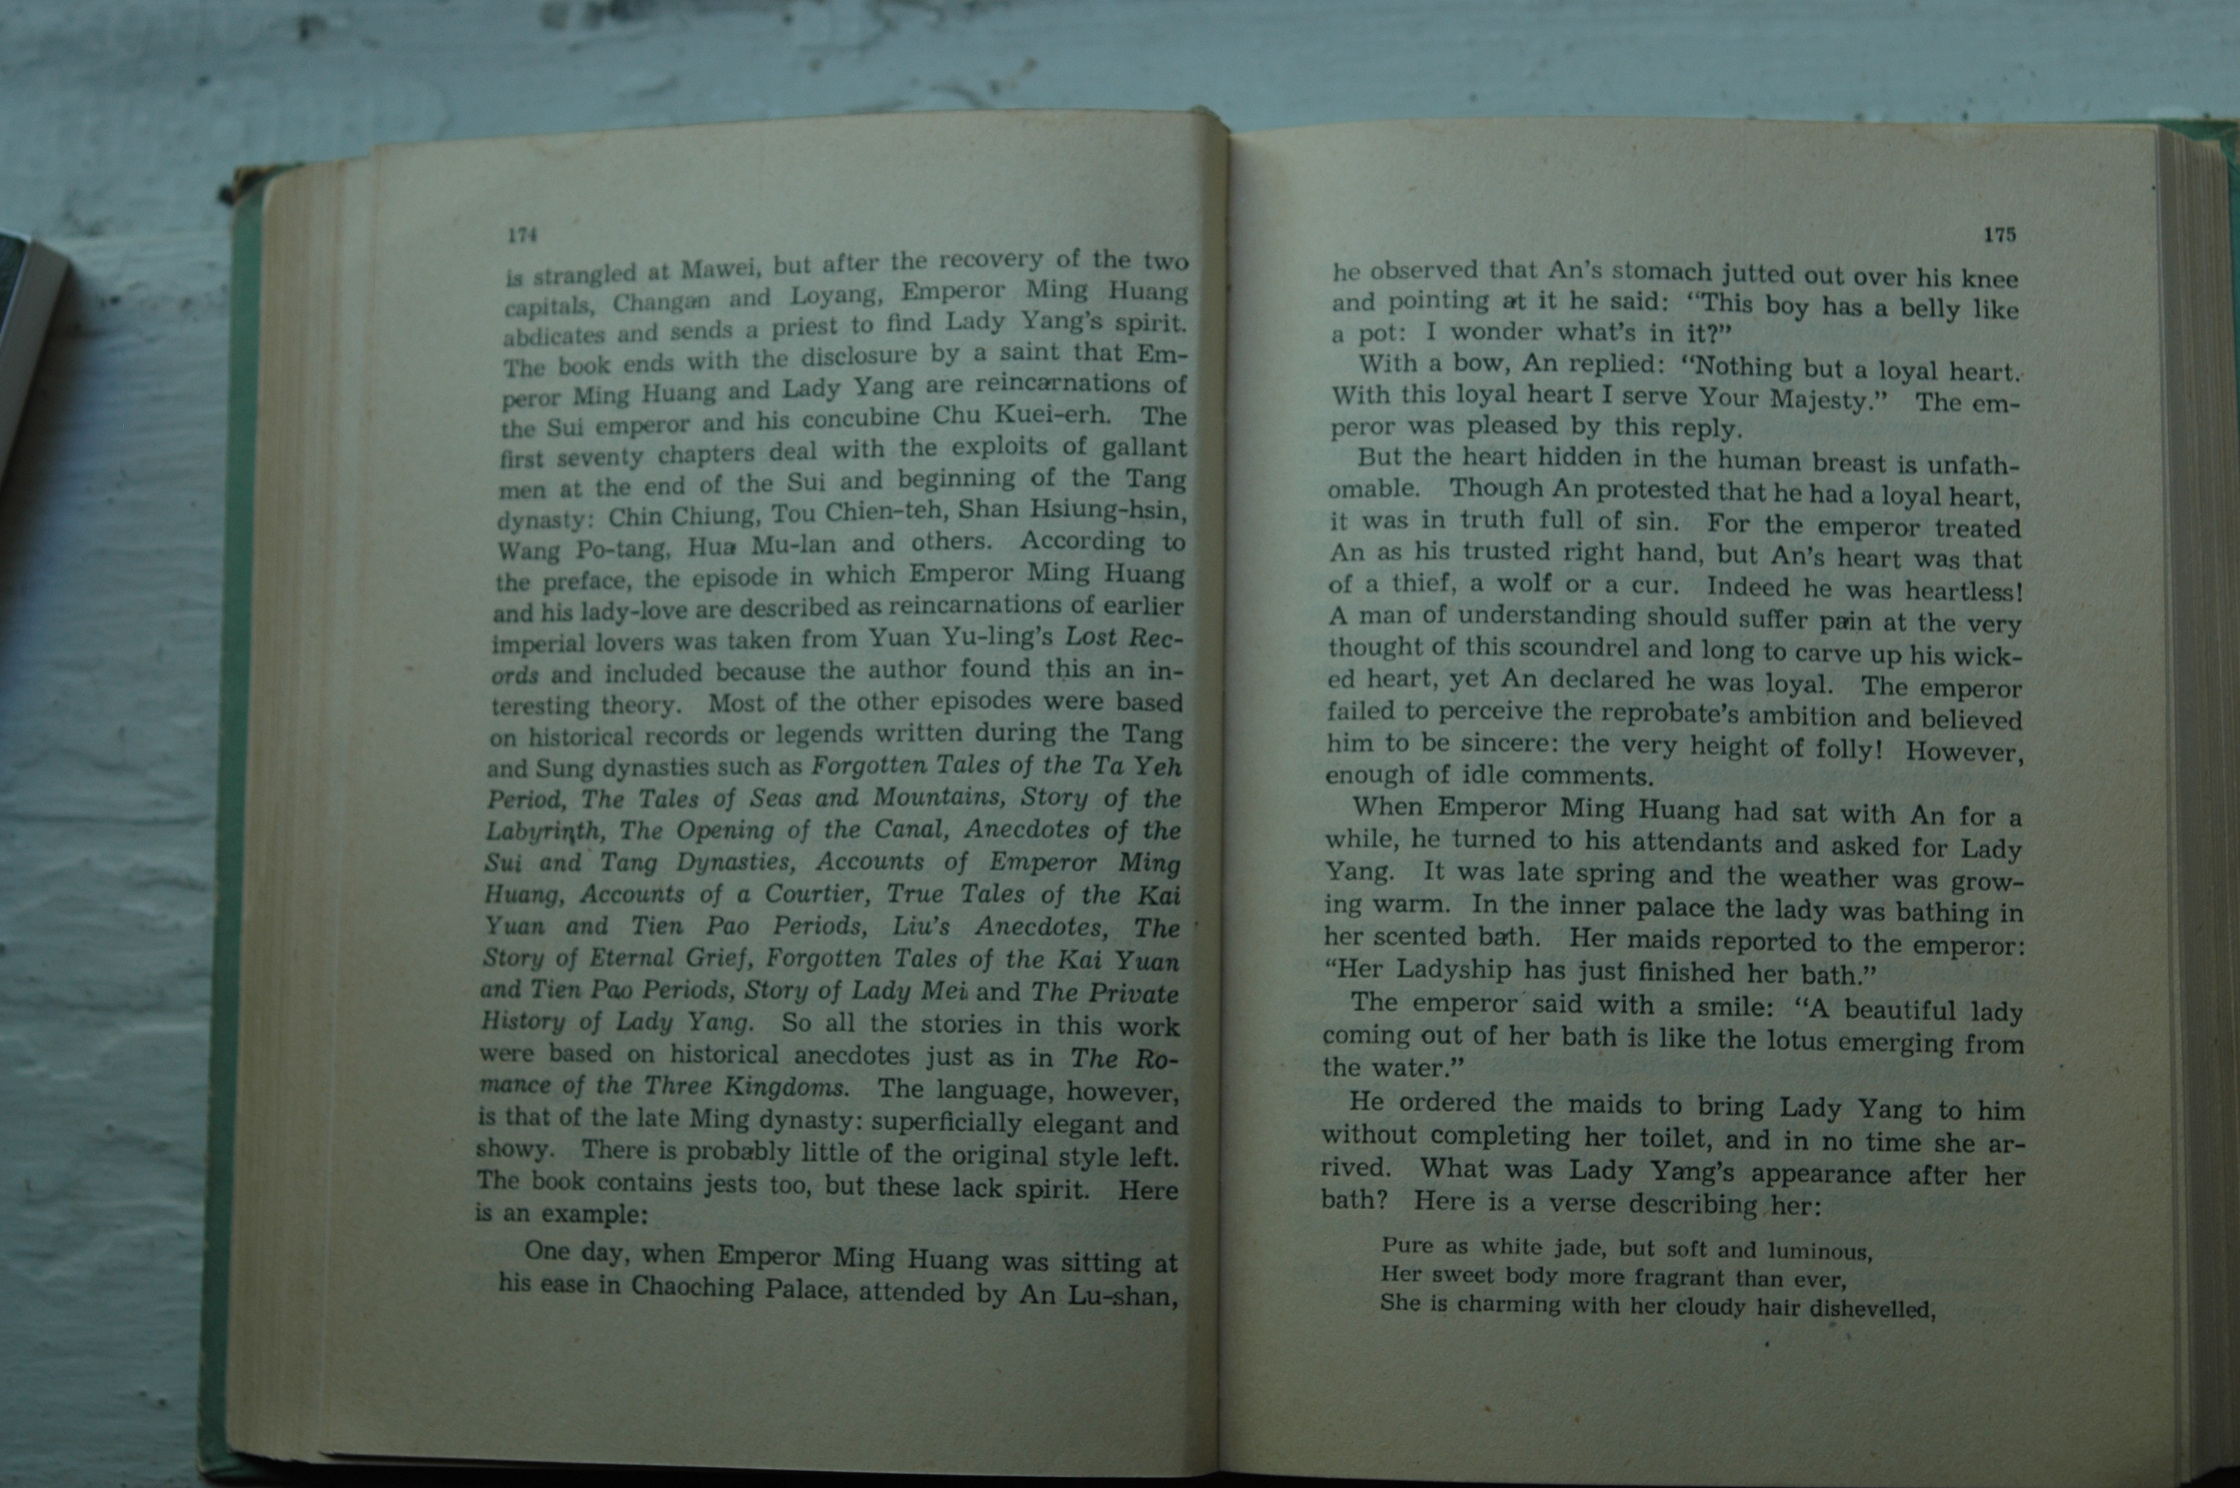 174
is strangled at Mawei, but after the recovery of the two
capitals, Changan and Loyang, Emperor Ming Huang
abdicates and sends a priest to find Lady Yang's spirit.
The book ends with the disclosure by a saint that Em-
peror Ming Huang and Lady Yang are reincarnations of
the Sui emperor and his concubine Chu Kuei-erh. The
first seventy chapters deal with the exploits of gallant
men at the end of the Sui and beginning of the Tang
dynasty: Chin Chiung, Tou Chien-teh, Shan Hsiung-hsin,
Wang Po-tang, Hua Mu-lan and others. According to
the preface, the episode in which Emperor Ming Huang
and his lady-love are described as reincarnations of earlier
imperial lovers was taken from Yuan Yu-ling's Lost Rec-
ords and included because the author found this an in-
teresting theory. Most of the other episodes were based
on historical records or legends written during the Tang
and Sung dynasties such as Forgotten Tales of the Ta Yeh
Period, The Tales of Seas and Mountains, Story of the
Labyrinth, The Opening of the Canal, Anecdotes of the
Sui and Tang Dynasties, Accounts of Emperor Ming
Huang, Accounts of a Courtier, True Tales of the Kai
Yuan and Tien Pao Periods, Liu's Anecdotes, The
Story of Eternal Grief, Forgotten Tales of the Kai Yuan
and Tien Pao Periods, Story of Lady Mei and The Private
History of Lady Yang. So all the stories in this work
were based on historical anecdotes just as in The Ro-
mance of the Three Kingdoms. The language, however,
is that of the late Ming dynasty: superficially elegant and
showy. There is probably little of the original style left.
The book contains jests too, but these lack spirit. Here
is an example:
One day, when Emperor Ming Huang was sitting at
his ease in Chaoching Palace, attended by An Lu-shan,
175
he observed that An's stomach jutted out over his knee
and pointing at it he said: "This boy has a belly like
a pot: I wonder what's in it?"
With a bow, An replied: "Nothing but a loyal heart.
With this loyal heart I serve Your Majesty." The em-
peror was pleased by this reply.
But the heart hidden in the human breast is unfath-
omable. Though An protested that he had a loyal heart,
it was in truth full of sin. For the emperor treated
An as his trusted right hand, but An's heart was that
of a thief, a wolf or a cur. Indeed he was heartless!
A man of understanding should suffer pain at the very
thought of this scoundrel and long to carve up his wick-
ed heart, yet An declared he was loyal. The emperor
failed to perceive the reprobate's ambition and believed
him to be sincere: the very height of folly! However,
enough of idle comments.
When Emperor Ming Huang had sat with An for a
while, he turned to his attendants and asked for Lady
Yang. It was late spring and the weather was grow-
ing warm. In the inner palace the lady was bathing in
her scented bath. Her maids reported to the emperor:
"Her Ladyship has just finished her bath."
The emperor said with a smile: "A beautiful lady
coming out of her bath is like the lotus emerging from
the water."
He ordered the maids to bring Lady Yang to him
without completing her toilet, and in no time she ar-
rived. What was Lady Yang's appearance after her
bath? Here is a verse describing her:
Pure as white jade, but soft and luminous,
Her sweet body more fragrant than ever,
She is charming with her cloudy hair dishevelled,